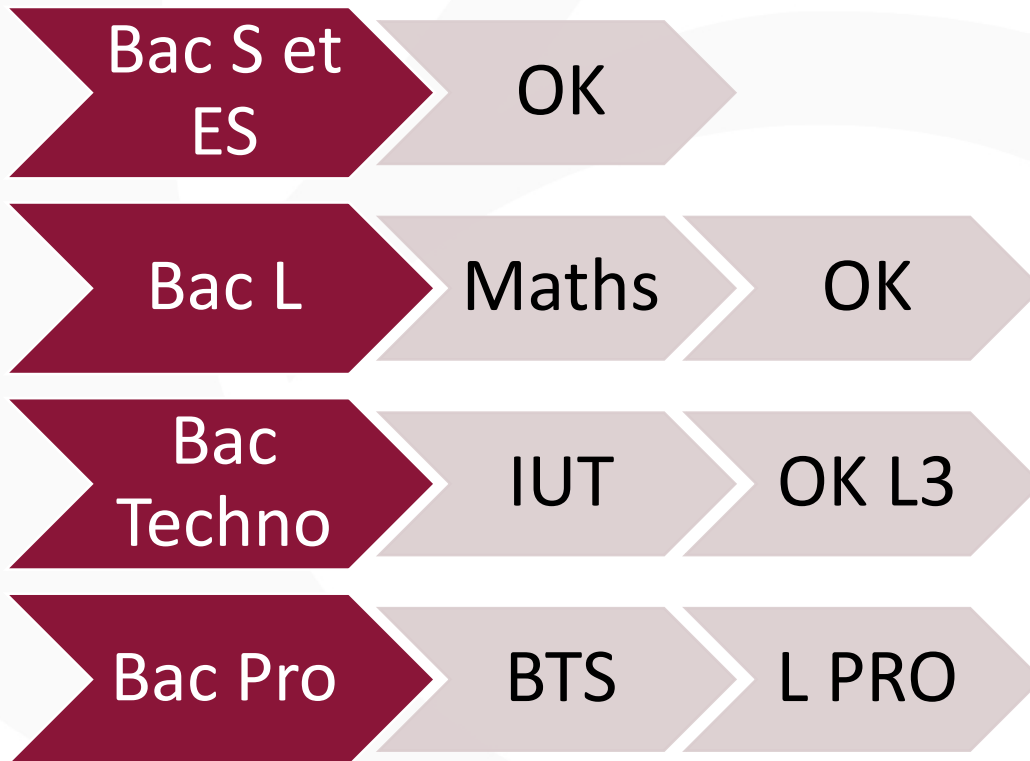 Bac S et
ES
OK
Bac L
Maths
OK
Bac
Techno
IUT
OK L3
Bac Pro
BTS
L PRO